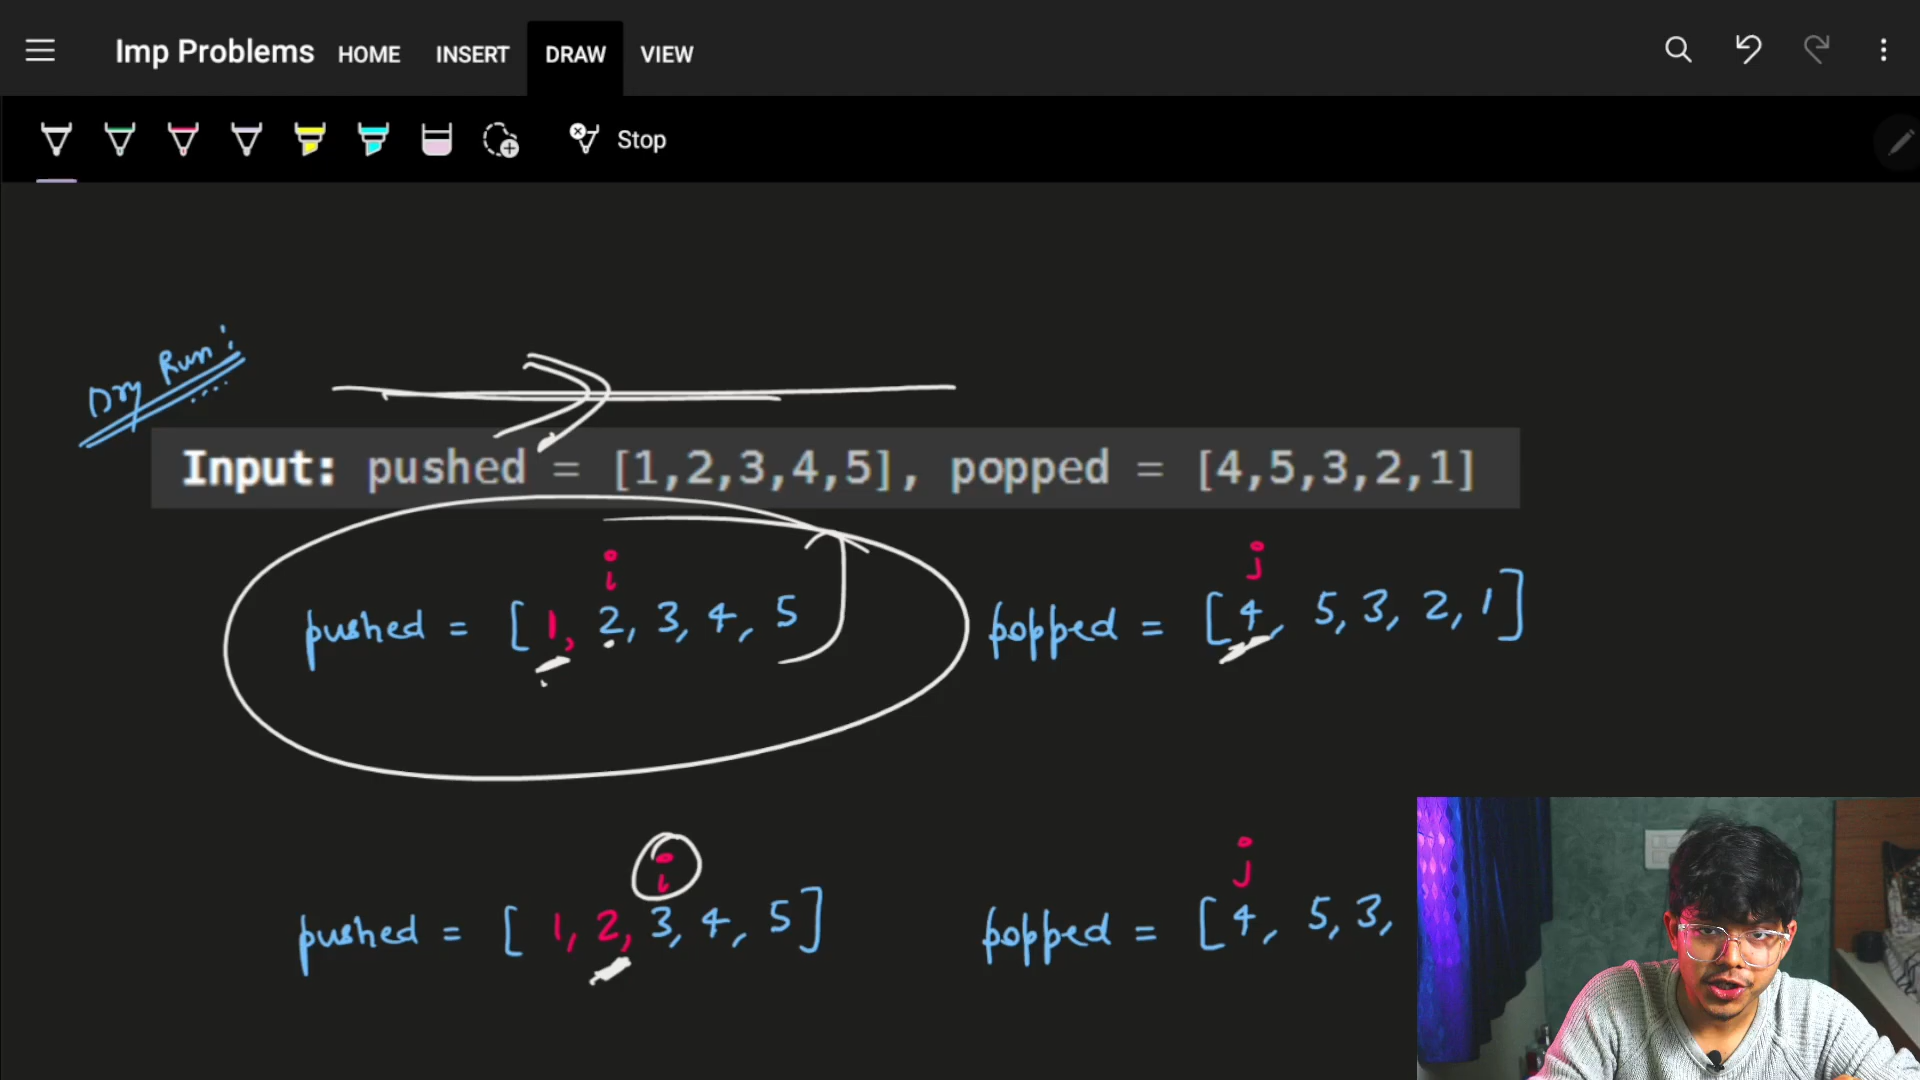 Imp Problems HOME INSERT DRAW VIEW
Stop
Dry Run:
Input: pushed = [1,2,3,4,5], popped = [4,5,3,2,1]
i
j
pushed = [ 1, 2, 3, 4, 5
popped = [4, 5, 3, 2, 1]
i
j
pushed = [ 1, 2, 3, 4, 5]
popped = [4, 5, 3,